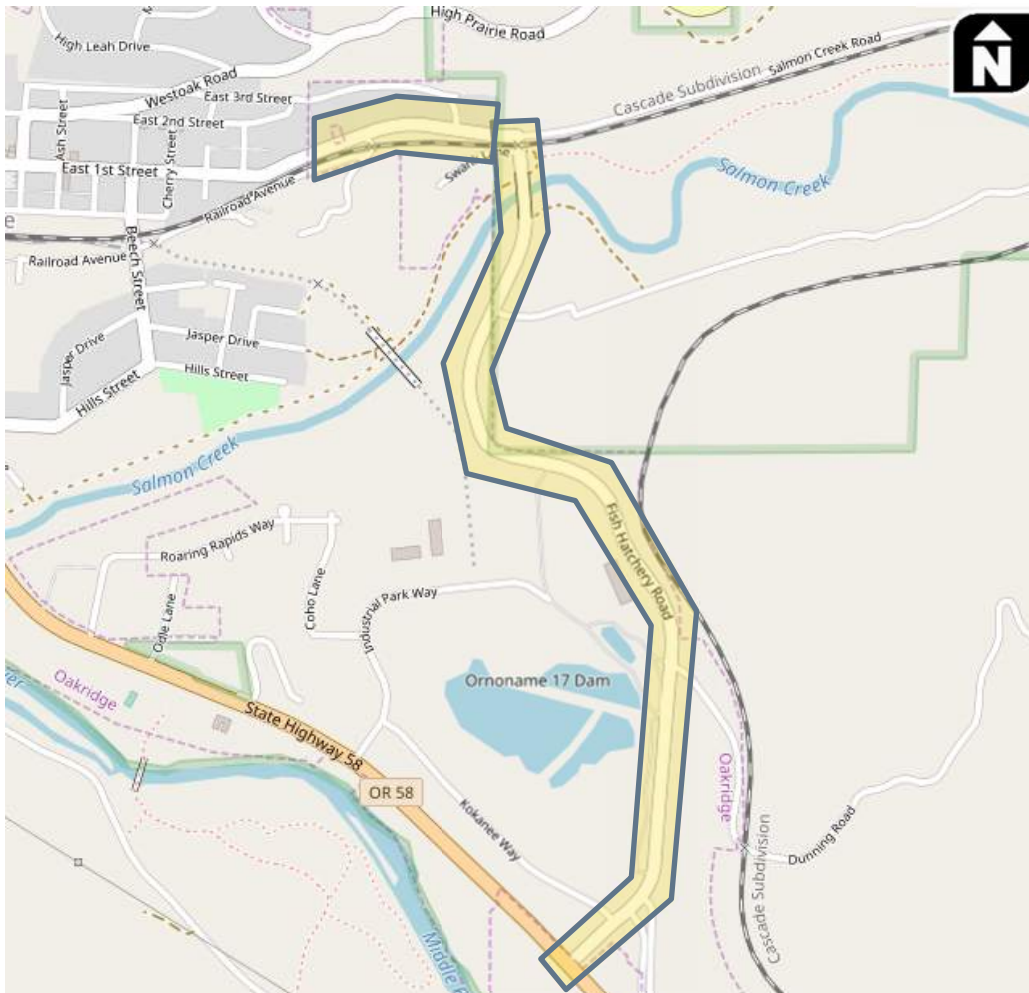 High Prairie Road
High Leah Drive
Salmon Creek Road
N
Westoak Road
Cascade Subdivision
East 3rd Street
East 2nd Street
Ash Street
Cherry Street
East 1st Street
Salmon Creek
Railroad Avenue
e
Beech Street
Railroad Avenue
Jasper Drive
Jasper Drive
Hills Street
Hills Street
Salmon Creek
Fish Hatchery Road
Roaring Rapids Way
Coho Lane
Industrial Park Way
Odle Lane
Oakridge
Ornoname 17 Dam
State Highway 58
OR 58
Oakridge
Kokanee Way
Dunning Road
Cascade Subdivision
Middle